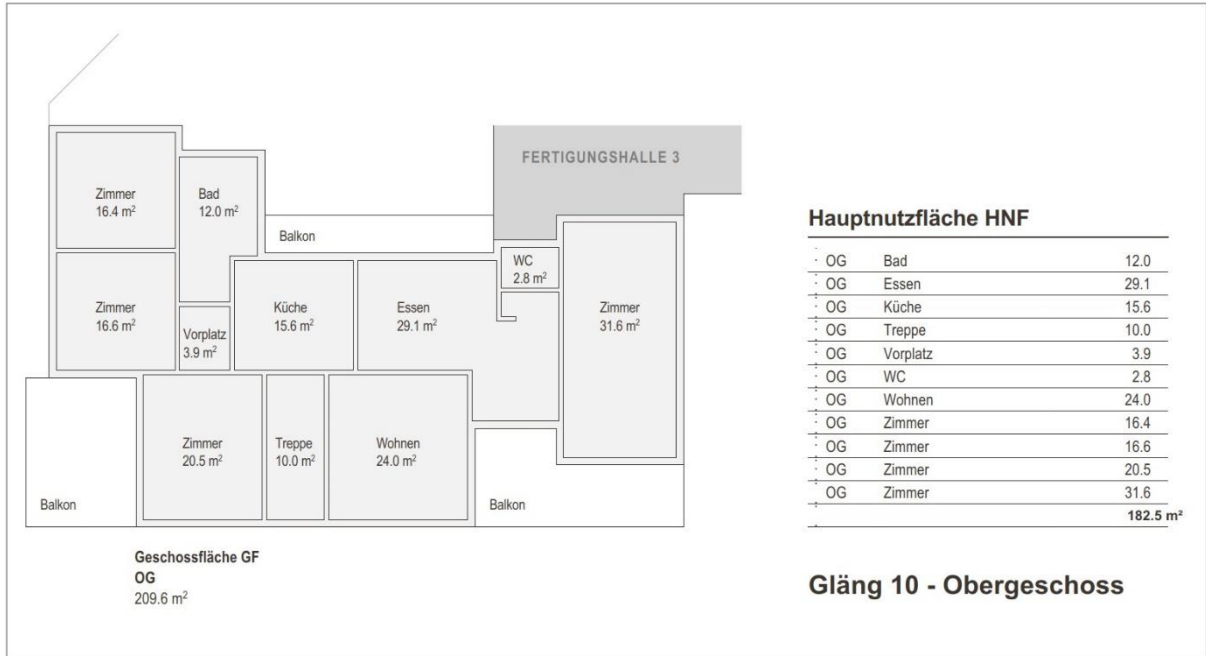 FERTIGUNGSHALLE 3
Zimmer
16.4 m²
Bad
12.0 m²
Balkon
WC
2.8 m²
Zimmer
16.6 m²
Vorplatz
3.9 m²
Küche
15.6 m²
Essen
29.1 m²
Zimmer
31.6 m²
Zimmer
20.5 m²
Treppe
10.0 m²
Wohnen
24.0 m²
Balkon
Balkon
Geschossfläche GF
OG
209.6 m²
Hauptnutzfläche HNF
OG Bad 12.0
OG Essen 29.1
OG Küche 15.6
OG Treppe 10.0
OG Vorplatz 3.9
OG WC 2.8
OG Wohnen 24.0
OG Zimmer 16.4
OG Zimmer 16.6
OG Zimmer 20.5
OG Zimmer 31.6
182.5 m²
Gläng 10 - Obergeschoss